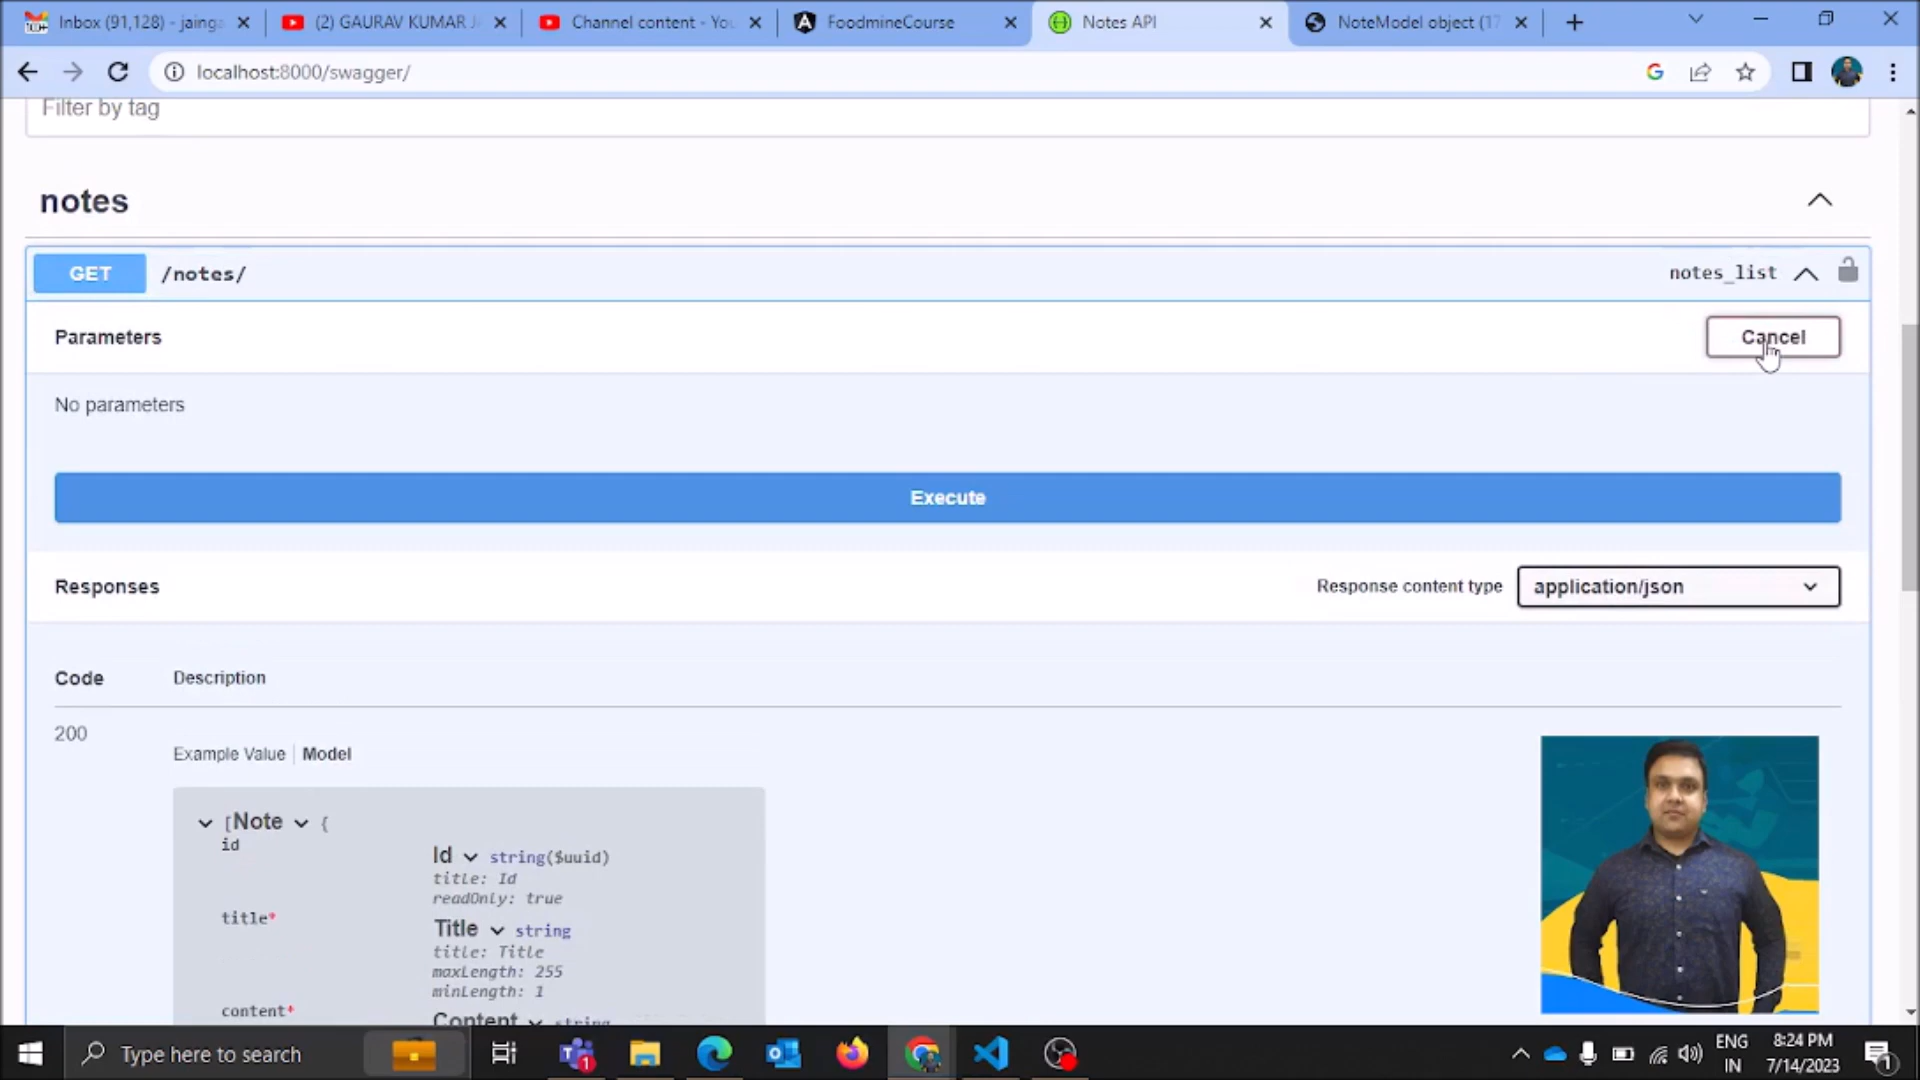 Inbox (91,128) - jainga
(2) GAURAV KUMAR J
Channel content - You
FoodmineCourse
Notes API
NoteModel object (17
localhost:8000/swagger/
Filter by tag
notes
GET /notes/ notes_list
Parameters Cancel
No parameters
Execute
Responses Response content type application/json
Code Description
200
Example Value Model
[Note {
id Id string($uuid)
title: Id
readOnly: true
title* Title string
title: Title
maxLength: 255
minLength: 1
content* Content string
Type here to search
ENG
IN
8:24 PM
7/14/2023